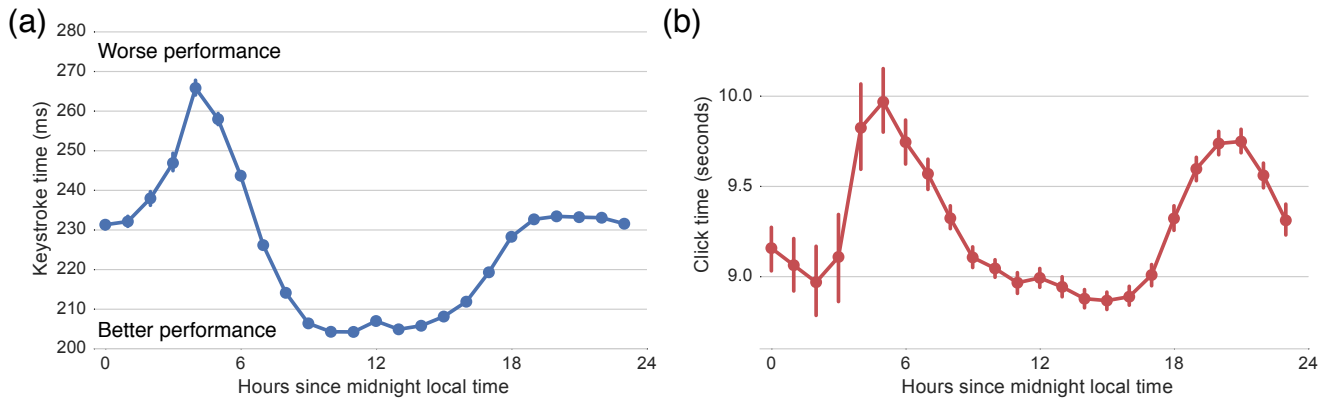 (a)
280
Worse performance
270
260
250
240
230
220
210
Better performance
200
0 6 12 18 24
Keystroke time (ms)
Hours since midnight local time
(b)
10.0
9.5
9.0
0 6 12 18 24
Click time (seconds)
Hours since midnight local time